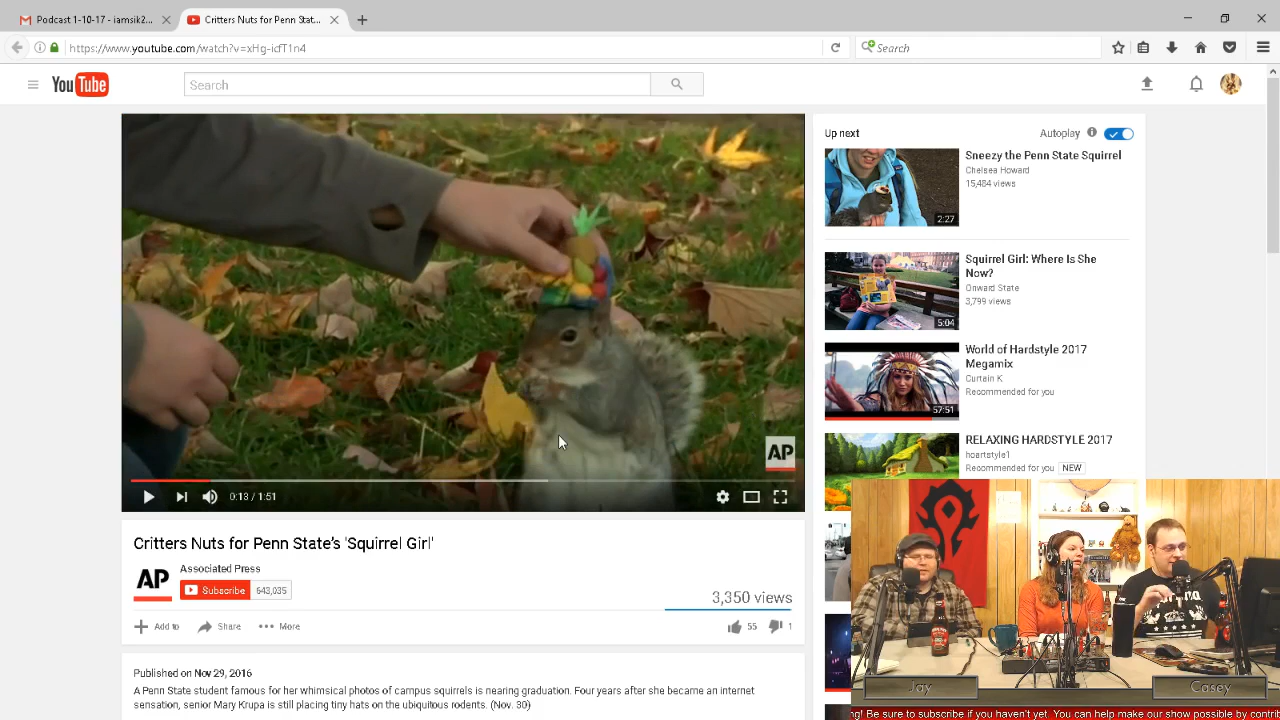 Podcast 1-10-17 - iamsik2...
Critters Nuts for Penn Stat...
https://www.youtube.com/watch?v=xHg-icfT1n4
Search
YouTube
Search
AP
0:13 / 1:51
Critters Nuts for Penn State's 'Squirrel Girl'
AP
Associated Press
Subscribe 643,035
3,350 views
Add to Share More
55 1
Published on Nov 29, 2016
A Penn State student famous for her whimsical photos of campus squirrels is nearing graduation. Four years after she became an internet
sensation, senior Mary Krupa is still placing tiny hats on the ubiquitous rodents. (Nov. 30)
Up next Autoplay
Sneezy the Penn State Squirrel
Chelsea Howard
15,484 views
2:27
Squirrel Girl: Where Is She
Now?
Onward State
3,799 views
5:04
World of Hardstyle 2017
Megamix
Curtain K
Recommended for you
57:51
RELAXING HARDSTYLE 2017
heartstyle1
Recommended for you NEW
Jay Casey
ng! Be sure to subscribe if you haven't yet. You can help make our show possible by contrib